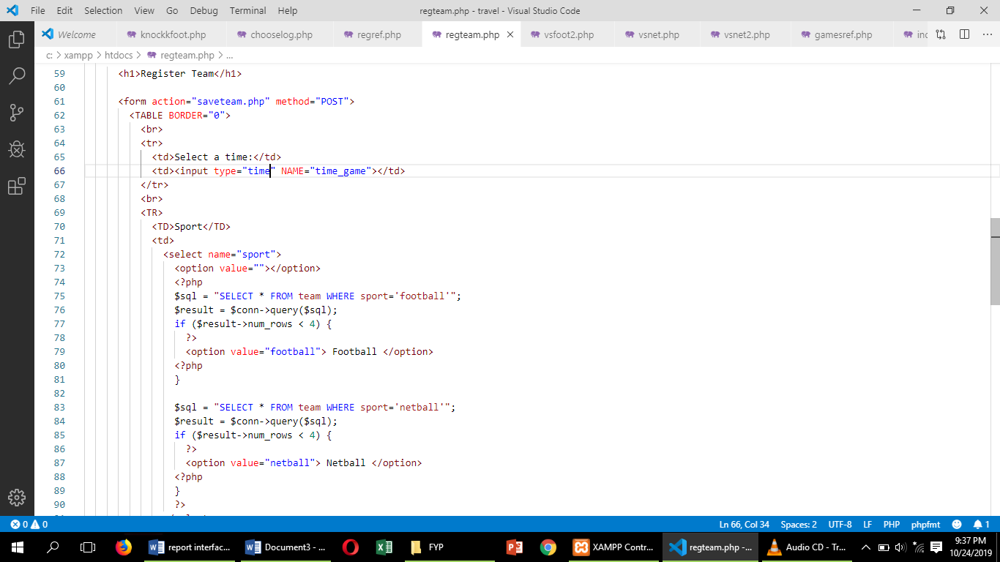 File Edit Selection View Go Debug Terminal Help regteam.php - travel - Visual Studio Code
Welcome knockkfoot.php chooselog.php regref.php regteam.php vsfoot2.php vsnet.php vsnet2.php gamesref.php
c: > xampp > htdocs > regteam.php > ...
59 <h1>Register Team</h1>
60
61 <form action="saveteam.php" method="POST">
62 <TABLE BORDER="0">
63 <br>
64 <tr>
65 <td>Select a time:</td>
66 <td><input type="time" NAME="time_game"></td>
67 </tr>
68 <br>
69 <TR>
70 <TD>Sport</TD>
71 <td>
72 <select name="sport">
73 <option value=""></option>
74 <?php
75 $sql = "SELECT * FROM team WHERE sport='football'";
76 $result = $conn->query($sql);
77 if ($result->num_rows < 4) {
78 ?>
79 <option value="football"> Football </option>
80 <?php
81 }
82
83 $sql = "SELECT * FROM team WHERE sport='netball'";
84 $result = $conn->query($sql);
85 if ($result->num_rows < 4) {
86 ?>
87 <option value="netball"> Netball </option>
88 <?php
89 }
90 ?>
0 0 Ln 66, Col 34 Spaces: 2 UTF-8 LF PHP phpfmt 1
report interfac... Document3 - ... FYP XAMPP Contr... regteam.php -... Audio CD - Tr... 9:37 PM
10/24/2019